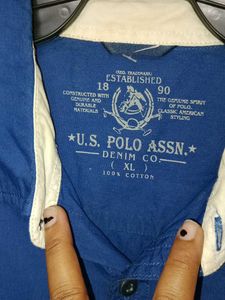 (REG. TRADEMARK)
ESTABLISHED
18 90
CONSTRUCTED WITH GENUINE AND DURABLE MATERIALS
THE GENUINE SPIRIT OF POLO. CLASSIC AMERICAN STYLING
★ U.S. POLO ASSN. ★
DENIM CO.
( XL )
100% COTTON